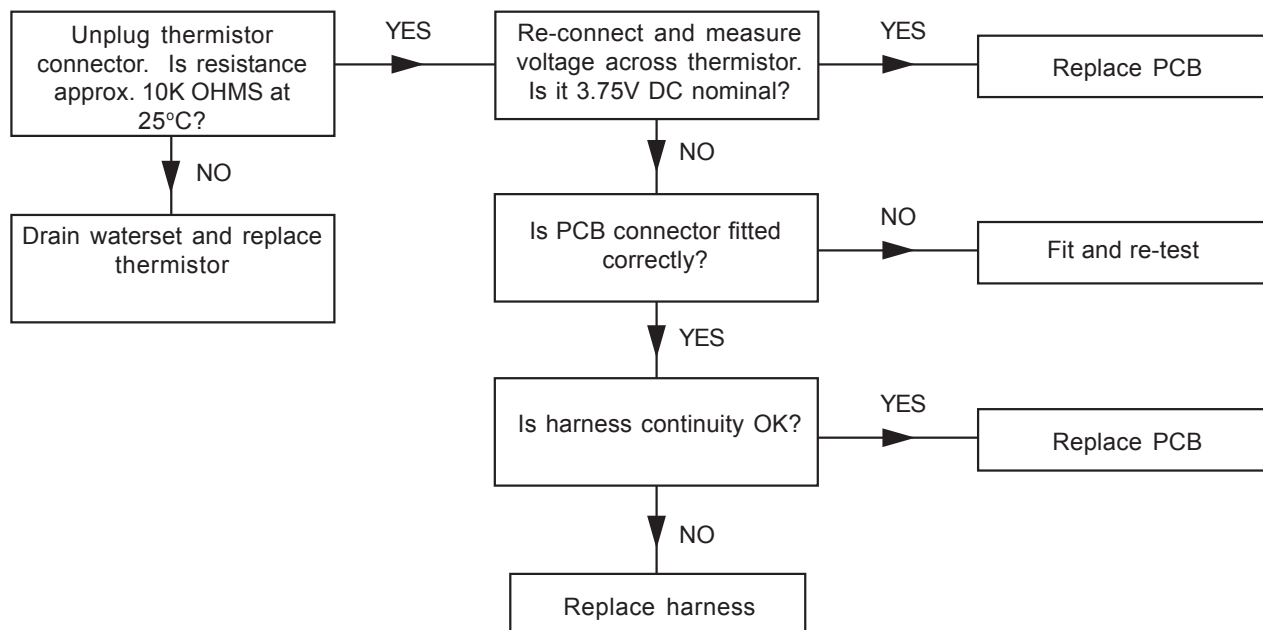 Unplug thermistor
connector. Is resistance
approx. 10K OHMS at
25°C?
YES
Re-connect and measure
voltage across thermistor.
Is it 3.75V DC nominal?
YES
Replace PCB
NO
Drain waterset and replace
thermistor
NO
Is PCB connector fitted
correctly?
NO
Fit and re-test
YES
Is harness continuity OK?
YES
Replace PCB
NO
Replace harness